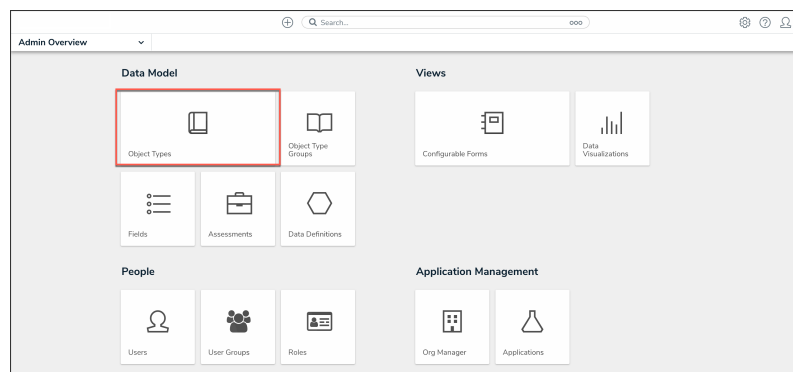 Search...
Admin Overview
Data Model
Views
Object Types
Object Type
Groups
Configurable Forms
Data
Visualizations
Fields
Assessments
Data Definitions
People
Application Management
Users
User Groups
Roles
Org Manager
Applications